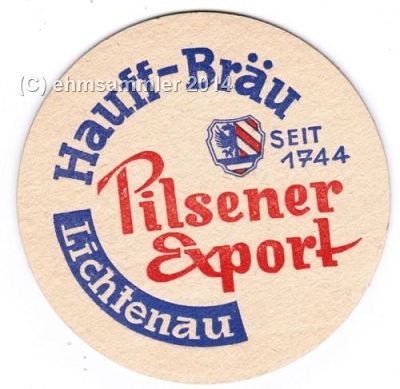 (C) ehmsammler 2014
Hauff-Bräu
SEIT
1744
Pilsener
Export
Lichtenau